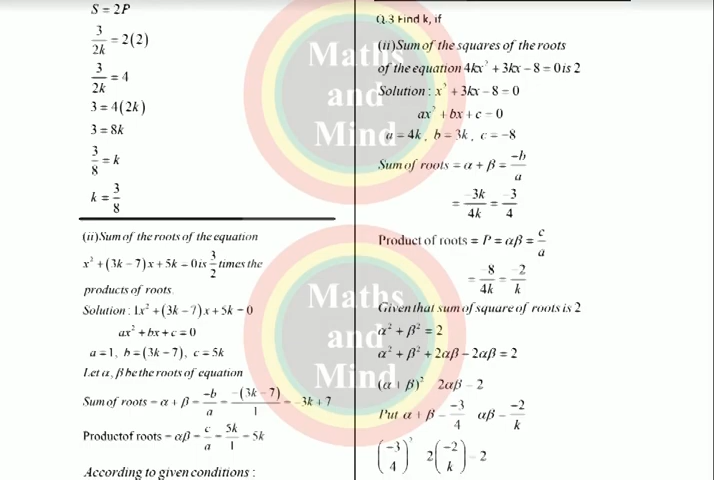 S = 2P
3/2k = 2(2)
3/2k = 4
3 = 4(2k)
3 = 8k
3/8 = k
k = 3/8
(ii)Sum of the roots of the equation
x² + (3k − 7)x + 5k = 0 is 3/2 times the
products of roots.
Solution : 1x² + (3k − 7)x + 5k = 0
ax² + bx + c = 0
a = 1, b = (3k − 7), c = 5k
Let α, β be the roots of equation
Sum of roots = α + β = −b/a = −(3k − 7)/1 = −3k + 7
Product of roots = αβ = c/a = 5k/1 = 5k
According to given conditions :
Q.3 Find k, if
(ii)Sum of the squares of the roots
of the equation 4kx² + 3kx − 8 = 0 is 2
Solution : x² + 3kx − 8 = 0
ax² + bx + c = 0
a = 4k, b = 3k, c = −8
Sum of roots = α + β = −b/a
= −3k/4k = −3/4
Product of roots = P = αβ = c/a
= −8/4k = −2/k
Given that sum of square of roots is 2
α² + β² = 2
α² + β² + 2αβ − 2αβ = 2
(α + β)² 2αβ − 2
Put α + β − −3/4 αβ − −2/k
(−3/4)² 2(−2/k) − 2
Maths
and
Mind
Maths
and
Mind